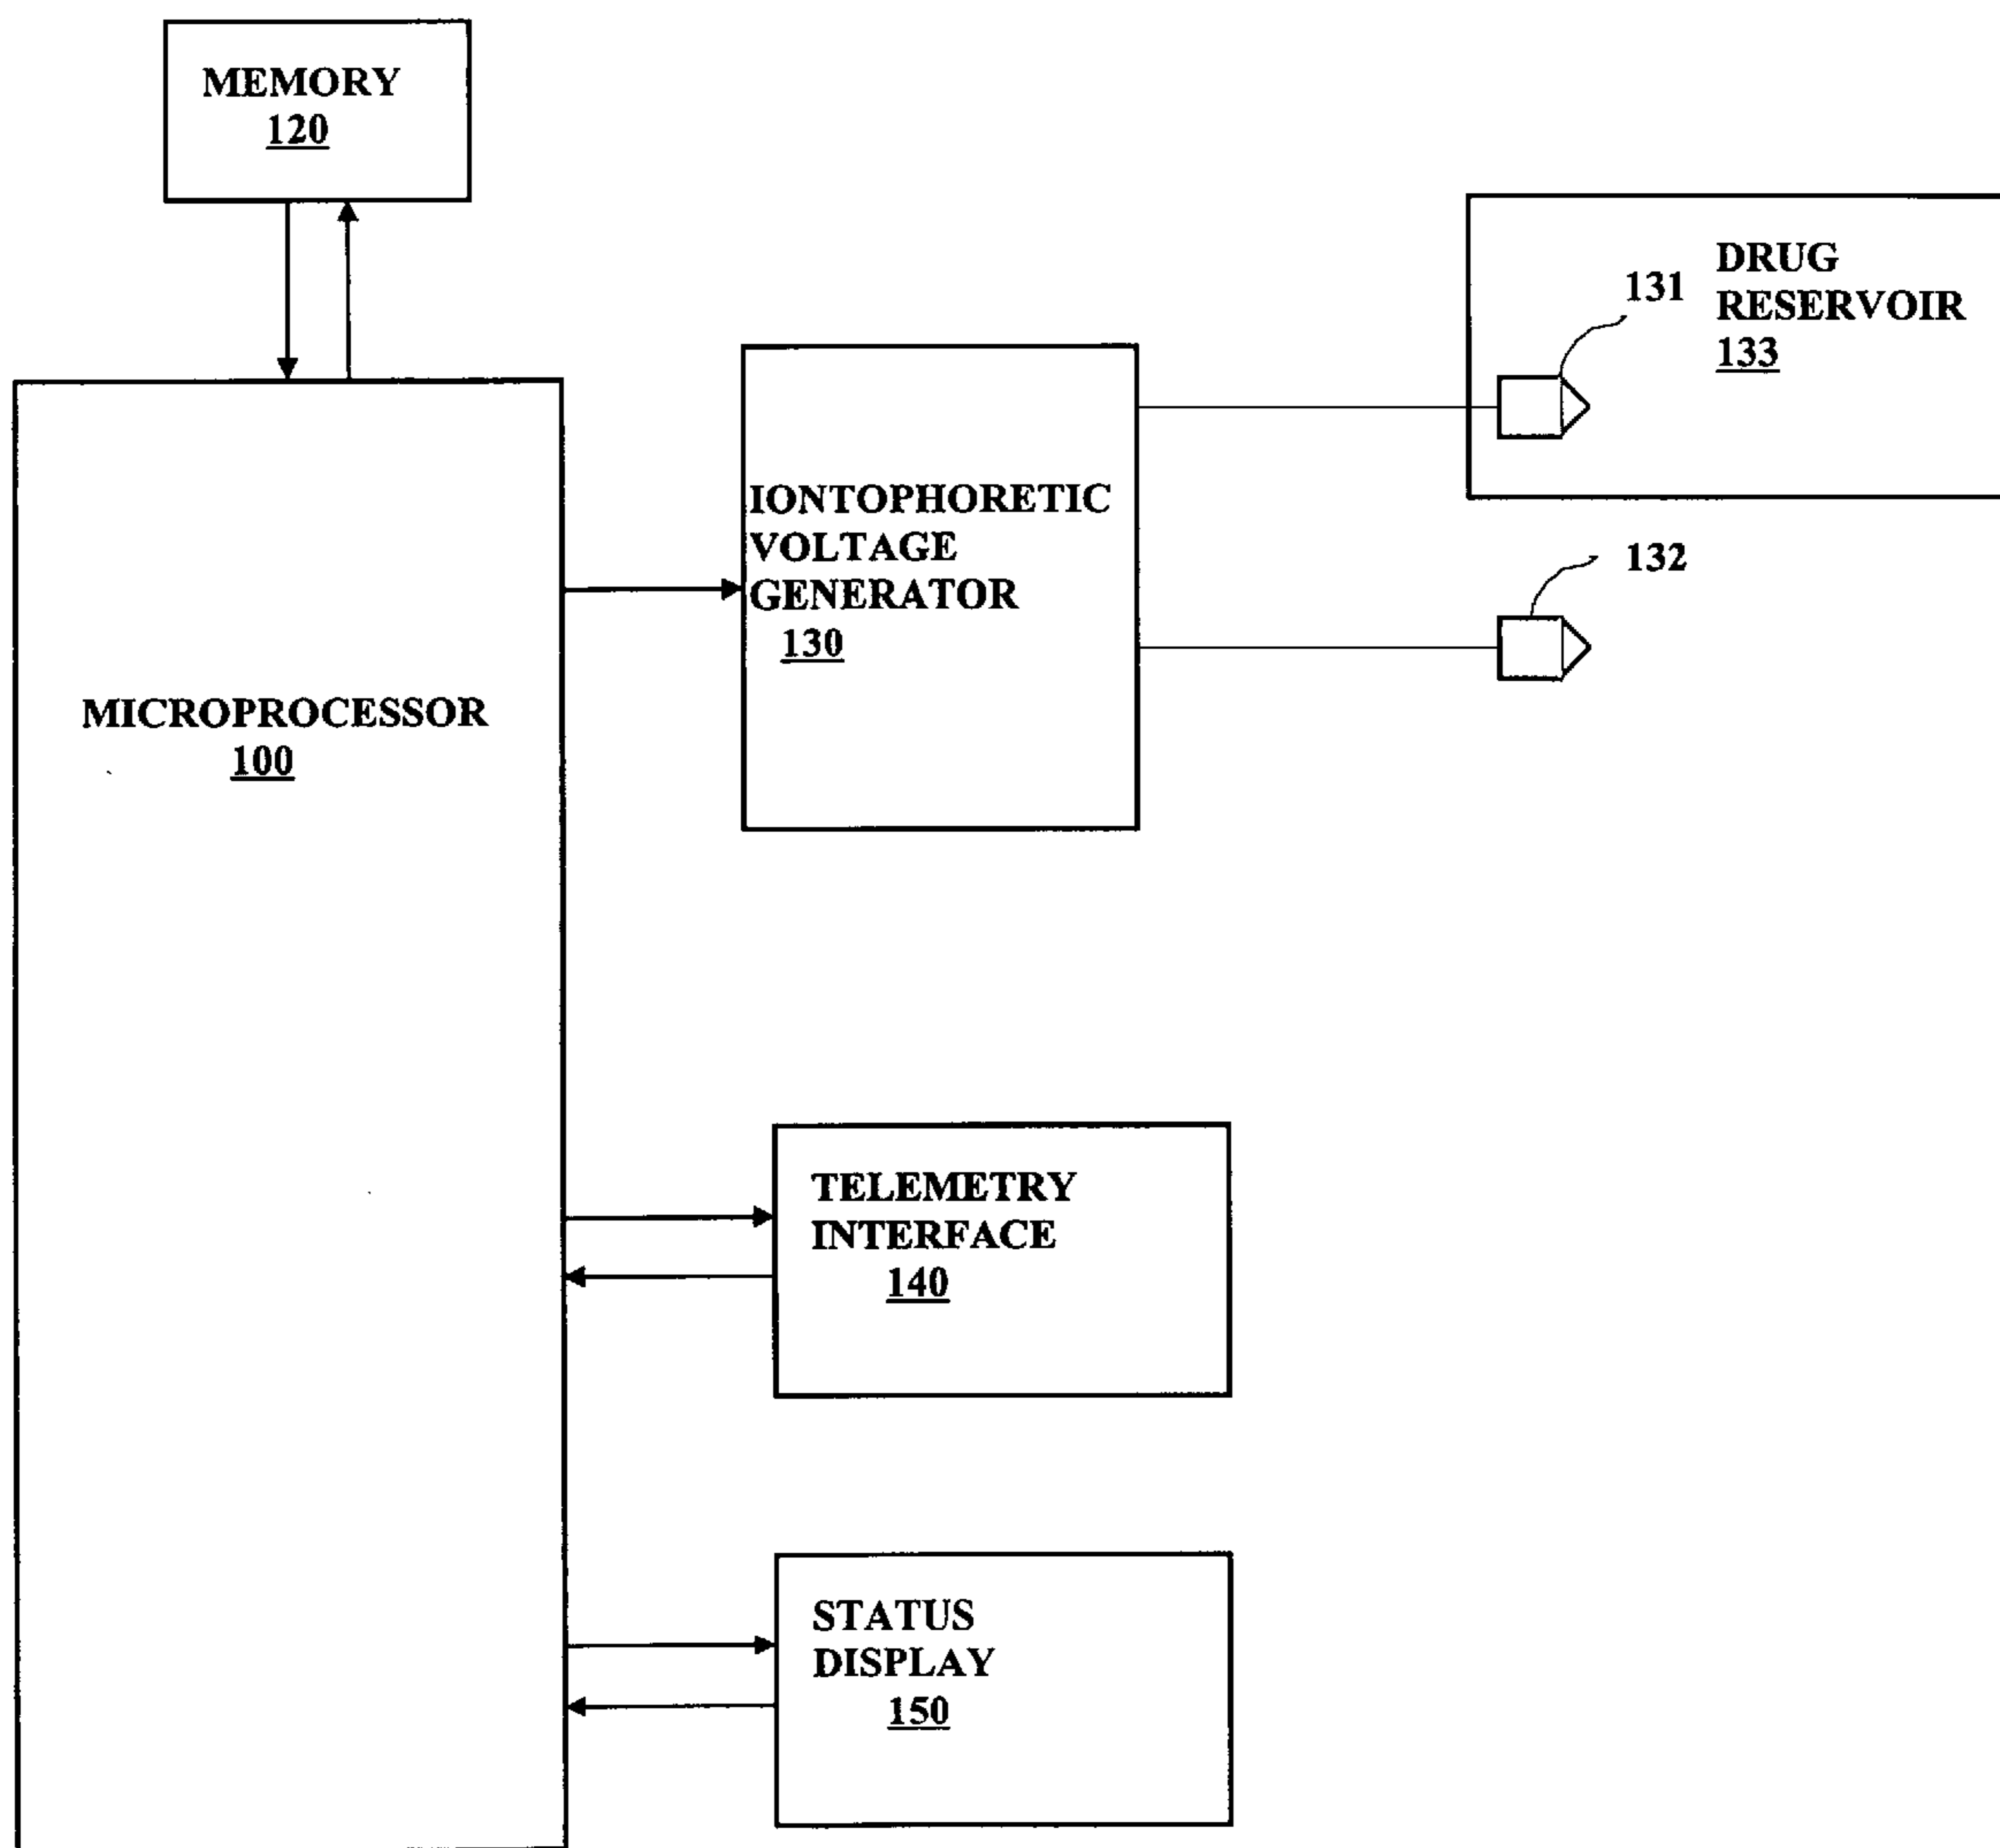 MEMORY
120
DRUG
RESERVOIR
133
131
IONTOPHORETIC
VOLTAGE
GENERATOR
130
132
MICROPROCESSOR
100
TELEMETRY
INTERFACE
140
STATUS
DISPLAY
150